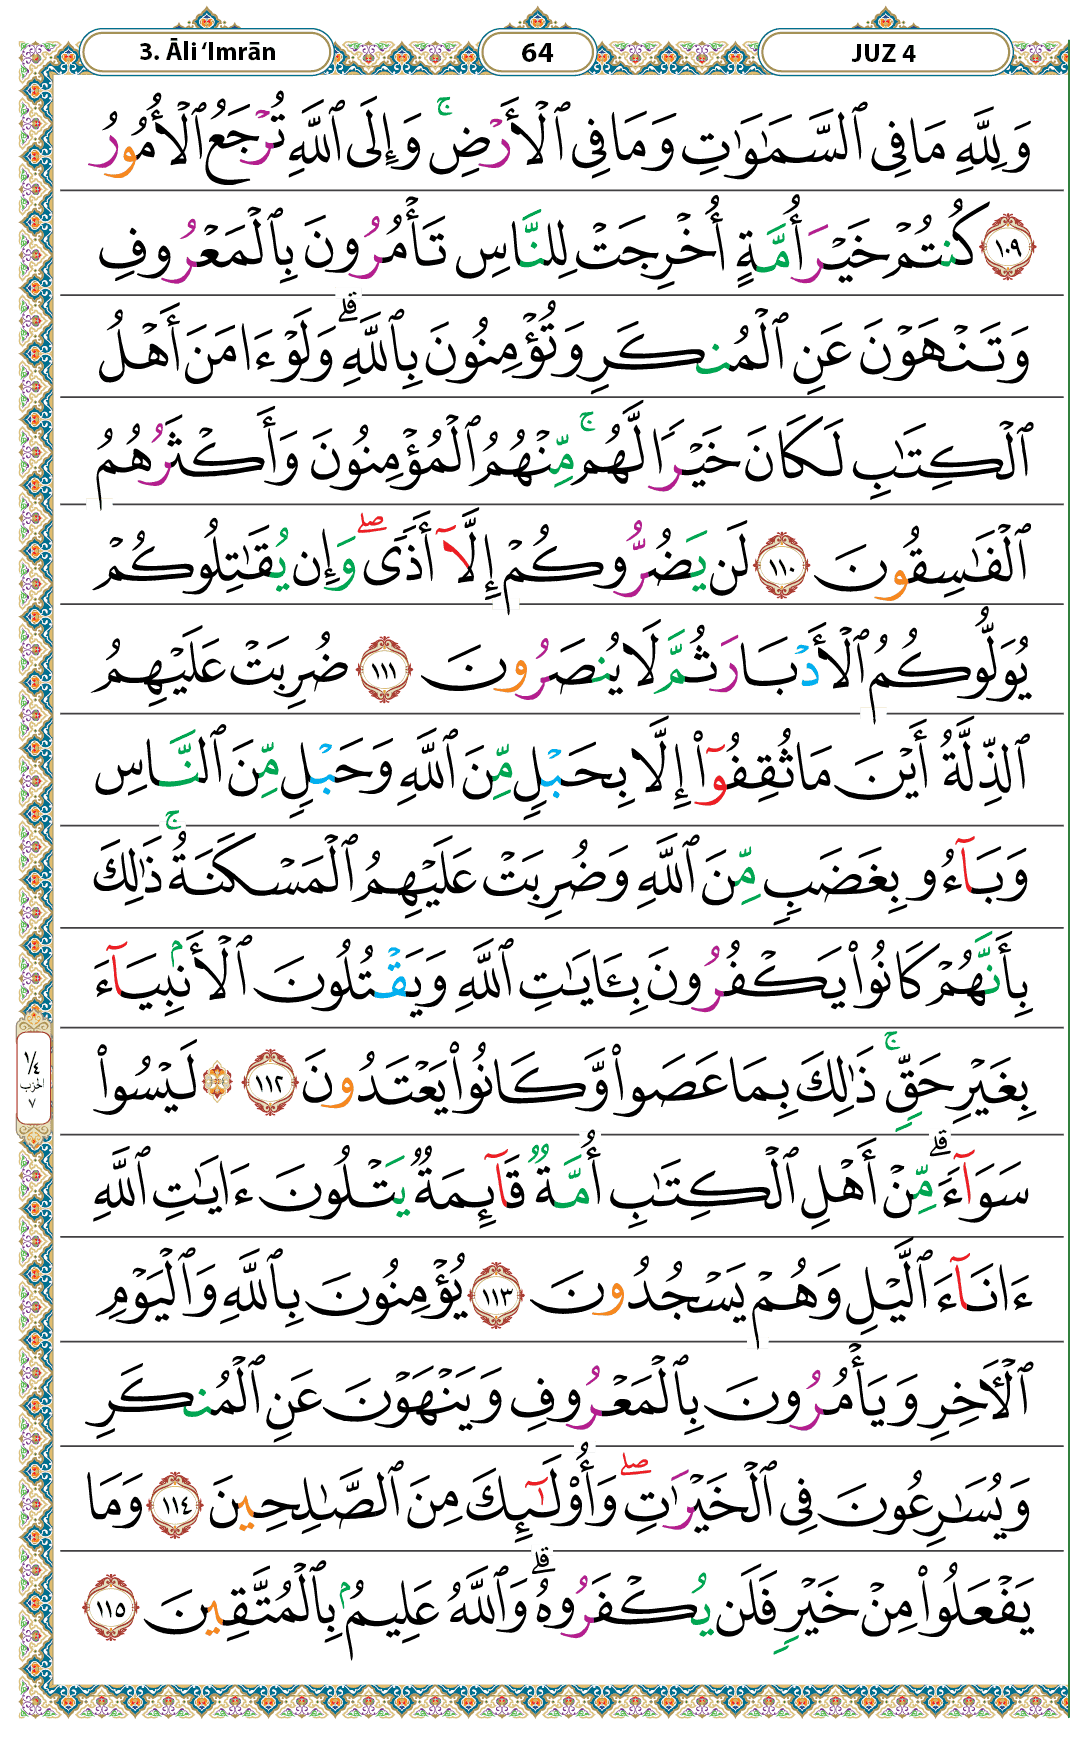 3. Āli ‘Imrān
64
JUZ 4
وَلِلَّهِ مَا فِي ٱلسَّمَٰوَٰتِ وَمَا فِي ٱلْأَرْضِ ۚ وَإِلَى ٱللَّهِ تُرْجَعُ ٱلْأُمُورُ
١٠٩ كُنتُمْ خَيْرَ أُمَّةٍ أُخْرِجَتْ لِلنَّاسِ تَأْمُرُونَ بِٱلْمَعْرُوفِ
وَتَنْهَوْنَ عَنِ ٱلْمُنكَرِ وَتُؤْمِنُونَ بِٱللَّهِ ۗ وَلَوْ ءَامَنَ أَهْلُ
ٱلْكِتَٰبِ لَكَانَ خَيْرًا لَّهُم ۚ مِّنْهُمُ ٱلْمُؤْمِنُونَ وَأَكْثَرُهُمُ
ٱلْفَٰسِقُونَ ١١٠ لَن يَضُرُّوكُمْ إِلَّآ أَذًى ۖ وَإِن يُقَٰتِلُوكُمْ
يُوَلُّوكُمُ ٱلْأَدْبَارَ ثُمَّ لَا يُنصَرُونَ ١١١ ضُرِبَتْ عَلَيْهِمُ
ٱلذِّلَّةُ أَيْنَ مَا ثُقِفُوٓا۟ إِلَّا بِحَبْلٍ مِّنَ ٱللَّهِ وَحَبْلٍ مِّنَ ٱلنَّاسِ
وَبَآءُو بِغَضَبٍ مِّنَ ٱللَّهِ وَضُرِبَتْ عَلَيْهِمُ ٱلْمَسْكَنَةُ ۚ ذَٰلِكَ
بِأَنَّهُمْ كَانُوا۟ يَكْفُرُونَ بِـَٔايَٰتِ ٱللَّهِ وَيَقْتُلُونَ ٱلْأَنۢبِيَآءَ
بِغَيْرِ حَقٍّ ۚ ذَٰلِكَ بِمَا عَصَوا۟ وَّكَانُوا۟ يَعْتَدُونَ ١١٢ ۞ لَيْسُوا۟
١/٤
الحزب
٧
سَوَآءً ۗ مِّنْ أَهْلِ ٱلْكِتَٰبِ أُمَّةٌ قَآئِمَةٌ يَتْلُونَ ءَايَٰتِ ٱللَّهِ
ءَانَآءَ ٱلَّيْلِ وَهُمْ يَسْجُدُونَ ١١٣ يُؤْمِنُونَ بِٱللَّهِ وَٱلْيَوْمِ
ٱلْـَٔاخِرِ وَيَأْمُرُونَ بِٱلْمَعْرُوفِ وَيَنْهَوْنَ عَنِ ٱلْمُنكَرِ
وَيُسَٰرِعُونَ فِي ٱلْخَيْرَٰتِ ۖ وَأُو۟لَٰٓئِكَ مِنَ ٱلصَّٰلِحِينَ ١١٤ وَمَا
يَفْعَلُوا۟ مِنْ خَيْرٍ فَلَن يُكْفَرُوهُ ۗ وَٱللَّهُ عَلِيمٌۢ بِٱلْمُتَّقِينَ ١١٥